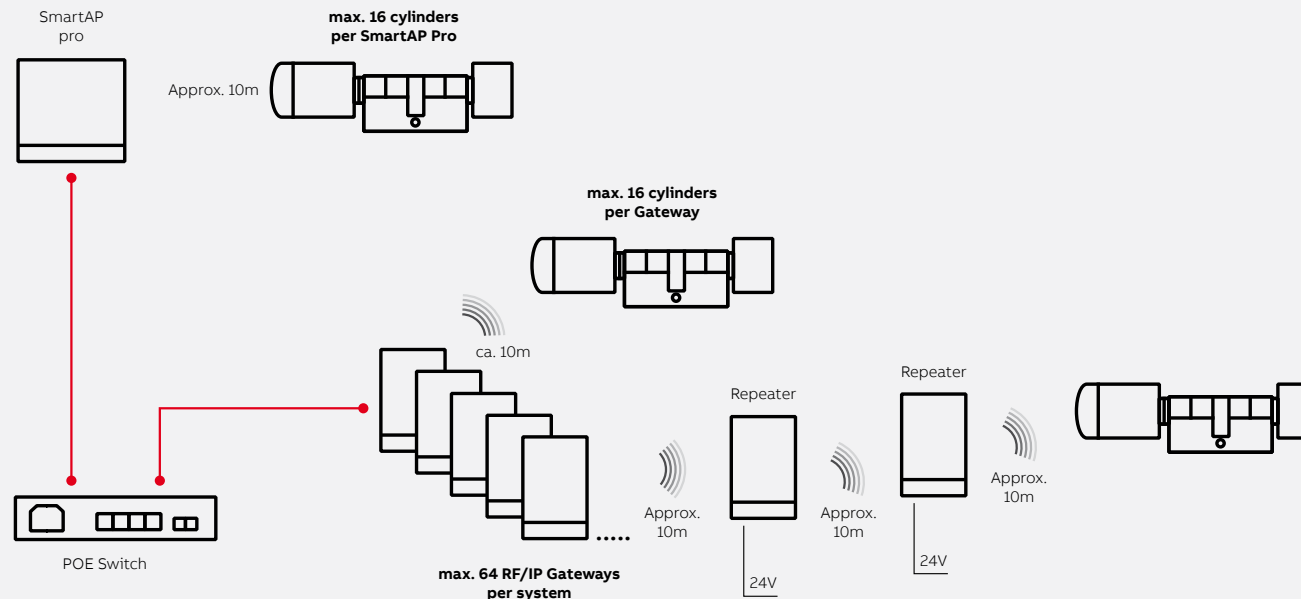 SmartAP
pro
max. 16 cylinders
per SmartAP Pro
Approx. 10m
max. 16 cylinders
per Gateway
ca. 10m
Repeater
Repeater
Approx.
10m
Approx.
10m
Approx.
10m
POE Switch
24V
24V
max. 64 RF/IP Gateways
per system